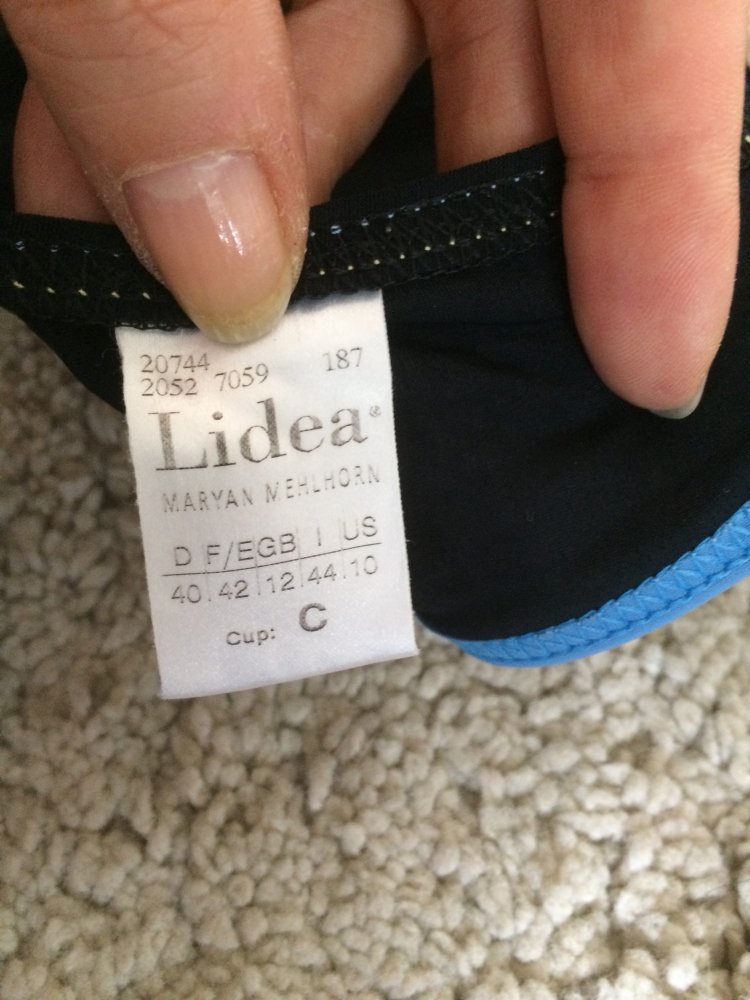 20744 187
2052 7059
Lidea®
MARYAN MEHLHORN
D F/E GB I US
40 42 12 44 10
Cup: C